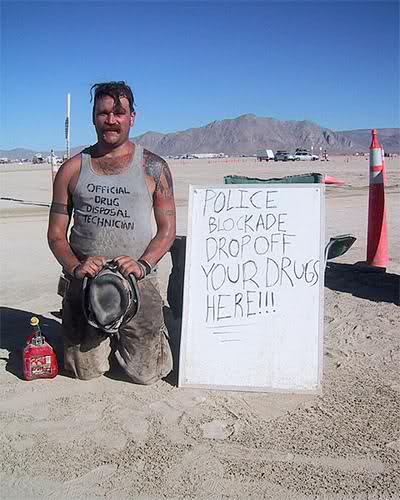 OFFICIAL
DRUG
DISPOSAL
TECHNICIAN
POLICE
BLOCKADE
DROP OFF
YOUR DRUGS
HERE!!!